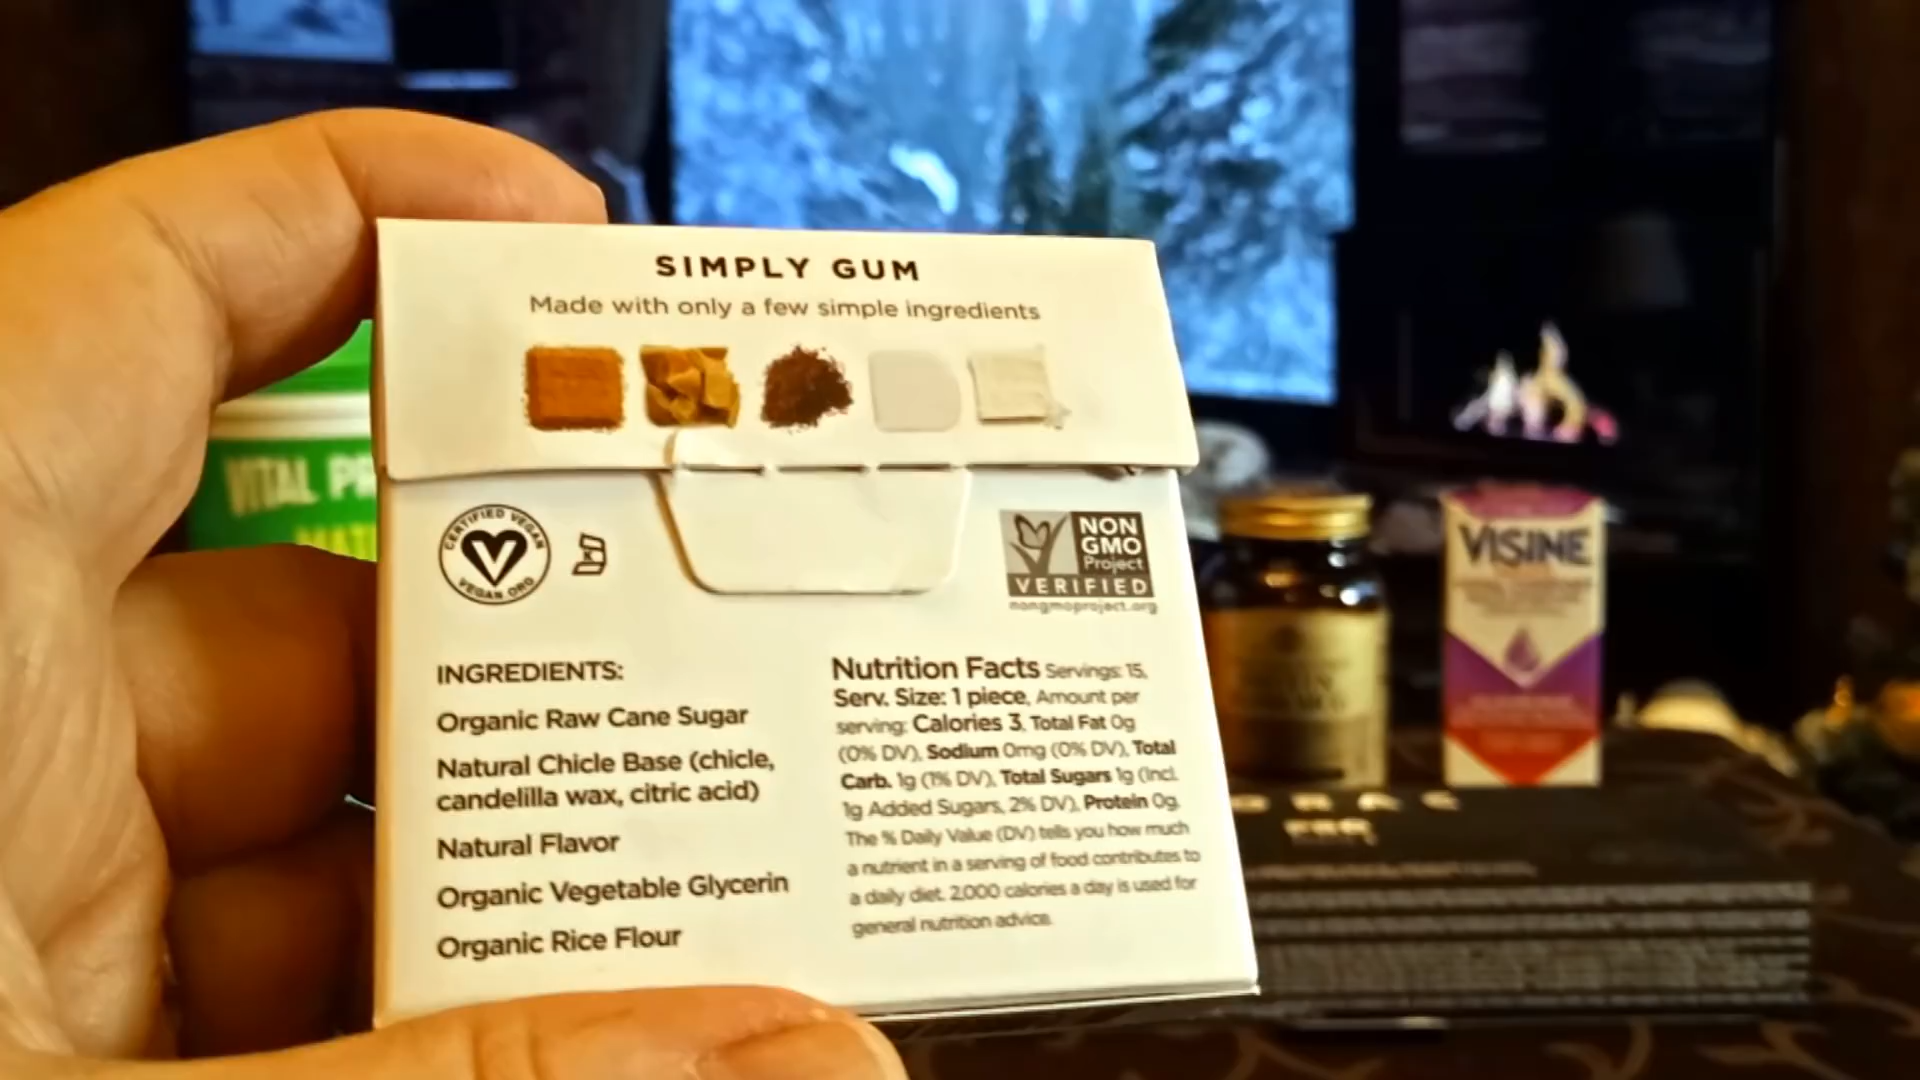 SIMPLY GUM
Made with only a few simple ingredients
CERTIFIED VEGAN
VEGAN.ORG
K
NON
GMO
Project
VERIFIED
nongmoproject.org
INGREDIENTS:
Organic Raw Cane Sugar
Natural Chicle Base (chicle,
candelilla wax, citric acid)
Natural Flavor
Organic Vegetable Glycerin
Organic Rice Flour
Nutrition Facts Servings: 15,
Serv. Size: 1 piece, Amount per
serving: Calories 3, Total Fat 0g
(0% DV), Sodium 0mg (0% DV), Total
Carb. 1g (1% DV), Total Sugars 1g (Incl.
1g Added Sugars, 2% DV), Protein 0g.
The % Daily Value (DV) tells you how much
a nutrient in a serving of food contributes to
a daily diet. 2,000 calories a day is used for
general nutrition advice.
VITAL PR
MAT
VISINE